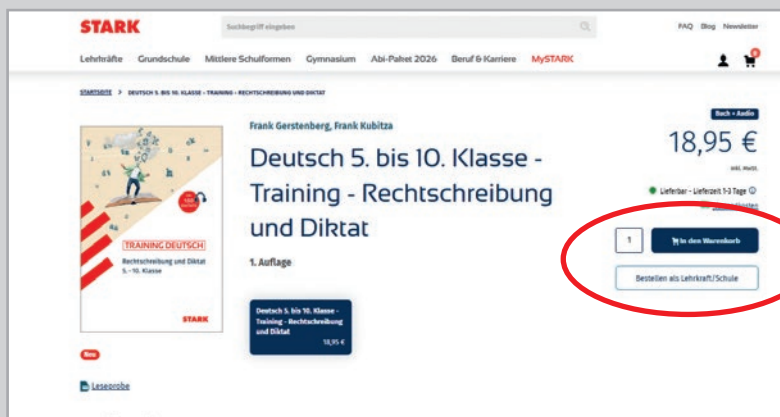 STARK
Suchbegriff eingeben
FAQ Blog Newsletter
Lehrkräfte Grundschule Mittlere Schulformen Gymnasium Abi-Paket 2026 Beruf & Karriere MySTARK
0
STARTSEITE > DEUTSCH 5. BIS 10. KLASSE - TRAINING - RECHTSCHREIBUNG UND DIKTAT
Buch + Audio
18,95 €
inkl. MwSt.
Lieferbar - Lieferzeit 1-3 Tage
1
In den Warenkorb
Bestellen als Lehrkraft/Schule
Frank Gerstenberg, Frank Kubitza
Deutsch 5. bis 10. Klasse -
Training - Rechtschreibung
und Diktat
1. Auflage
Deutsch 5. bis 10. Klasse -
Training - Rechtschreibung
und Diktat
18,95 €
TRAINING DEUTSCH
Rechtschreibung und Diktat
5.-10. Klasse
STARK
Neu
Leseprobe